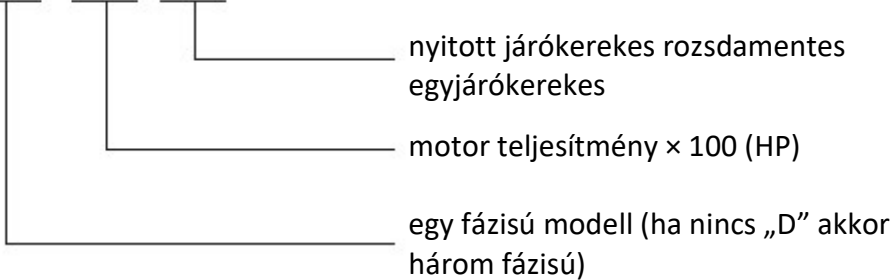 nyitott járókerekes rozsdamentes
egyjárókerekes
motor teljesítmény × 100 (HP)
egy fázisú modell (ha nincs „D” akkor
három fázisú)